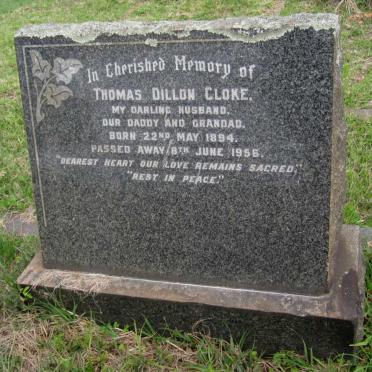 In Cherished Memory of
THOMAS DILLON CLOKE.
MY DARLING HUSBAND.
OUR DADDY AND GRANDAD.
BORN 22ND MAY 1894.
PASSED AWAY 8TH JUNE 1956.
"DEAREST HEART OUR LOVE REMAINS SACRED,"
"REST IN PEACE."